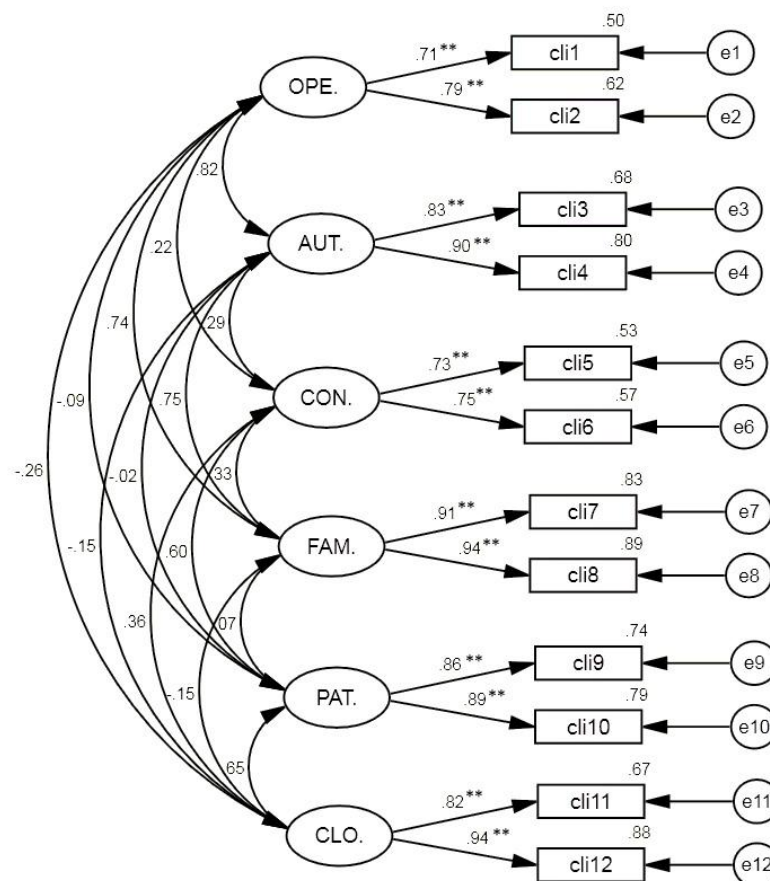 .50
.71** cli1 e1
OPE.
.62
.79** cli2 e2
.82
.68
.83** cli3 e3
AUT.
.80
.90** cli4 e4
.22
.74 .29
.53
.73** cli5 e5
-.09 .75 CON.
.57
.75** cli6 e6
-.26 -.02 .33
.83
.91** cli7 e7
-.15 .60 FAM.
.89
.94** cli8 e8
.36 .07
.74
.86** cli9 e9
-.15 PAT.
.79
.89** cli10 e10
.65
.67
.82** cli11 e11
CLO.
.88
.94** cli12 e12